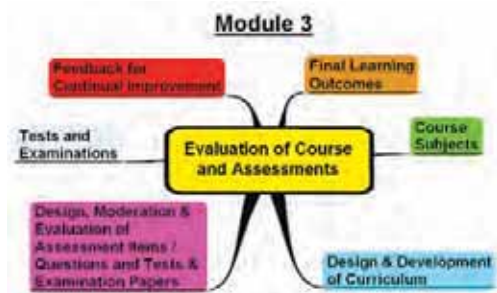 Module 3
Feedback for
Continual Improvement
Final Learning
Outcomes
Tests and
Examinations
Evaluation of Course
and Assessments
Course
Subjects
Design, Moderation &
Evaluation of
Assessment Items /
Questions and Tests &
Examination Papers
Design & Development
of Curriculum